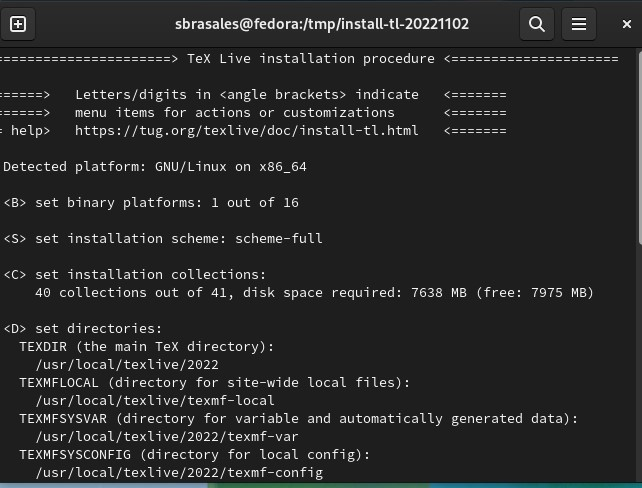 sbrasales@fedora:/tmp/install-tl-20221102
=====================> TeX Live installation procedure <=====================
======>   Letters/digits in <angle brackets> indicate   <=======
======>   menu items for actions or customizations      <=======
= help>   https://tug.org/texlive/doc/install-tl.html   <=======
Detected platform: GNU/Linux on x86_64
<B> set binary platforms: 1 out of 16
<S> set installation scheme: scheme-full
<C> set installation collections:
40 collections out of 41, disk space required: 7638 MB (free: 7975 MB)
<D> set directories:
TEXDIR (the main TeX directory):
/usr/local/texlive/2022
TEXMFLOCAL (directory for site-wide local files):
/usr/local/texlive/texmf-local
TEXMFSYSVAR (directory for variable and automatically generated data):
/usr/local/texlive/2022/texmf-var
TEXMFSYSCONFIG (directory for local config):
/usr/local/texlive/2022/texmf-config